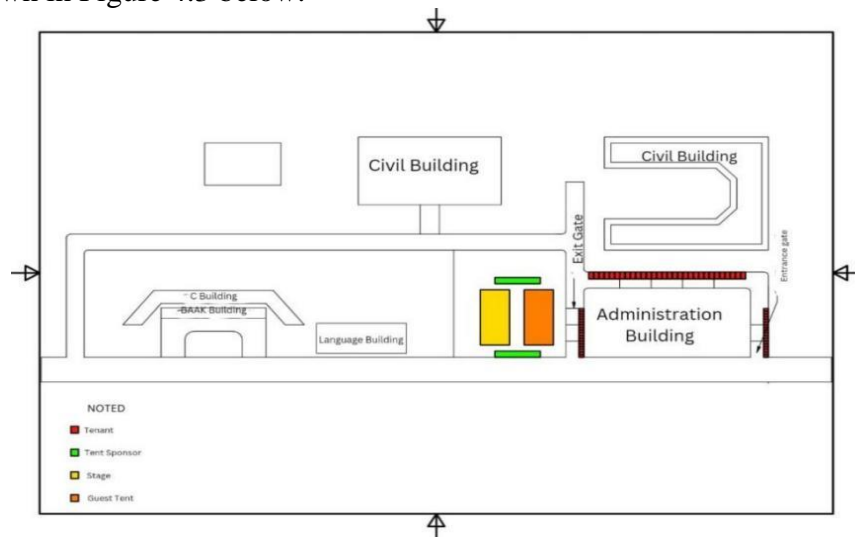 Civil Building
Civil Building
Exit Gate
Entrance gate
C Building
BAAK Building
Language Building
Administration
Building
NOTED
Tenant
Tent Sponsor
Stage
Guest Tent